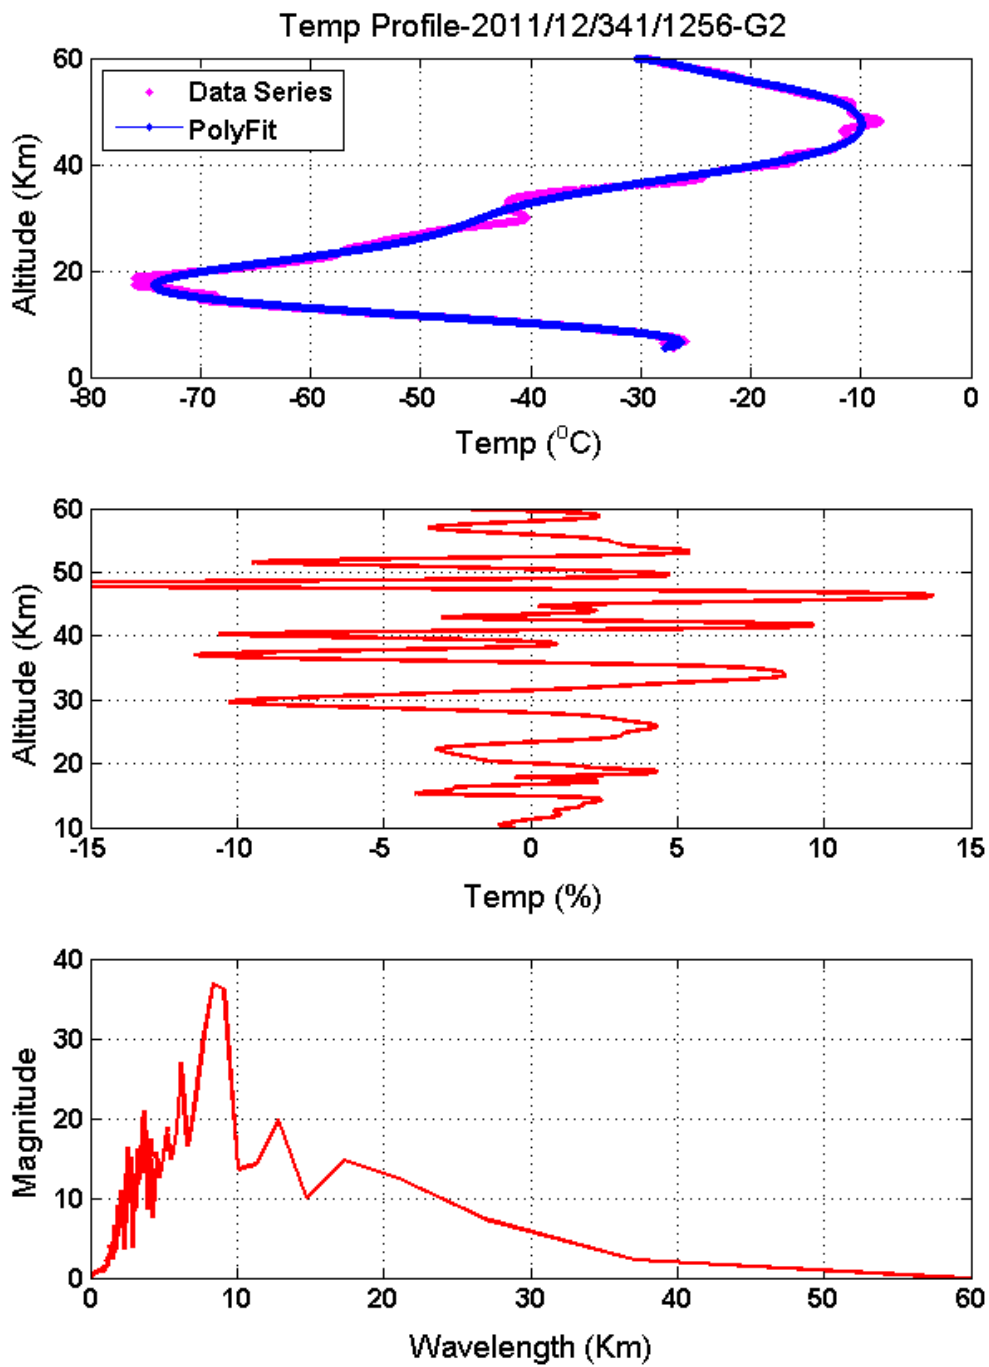 Temp Profile-2011/12/341/1256-G2
60
40
20
0
Altitude (Km)
Data Series
PolyFit
-80 -70 -60 -50 -40 -30 -20 -10 0
Temp (⁰C)
60
50
40
30
20
10
Altitude (Km)
-15 -10 -5 0 5 10 15
Temp (%)
40
30
20
10
0
Magnitude
0 10 20 30 40 50 60
Wavelength (Km)